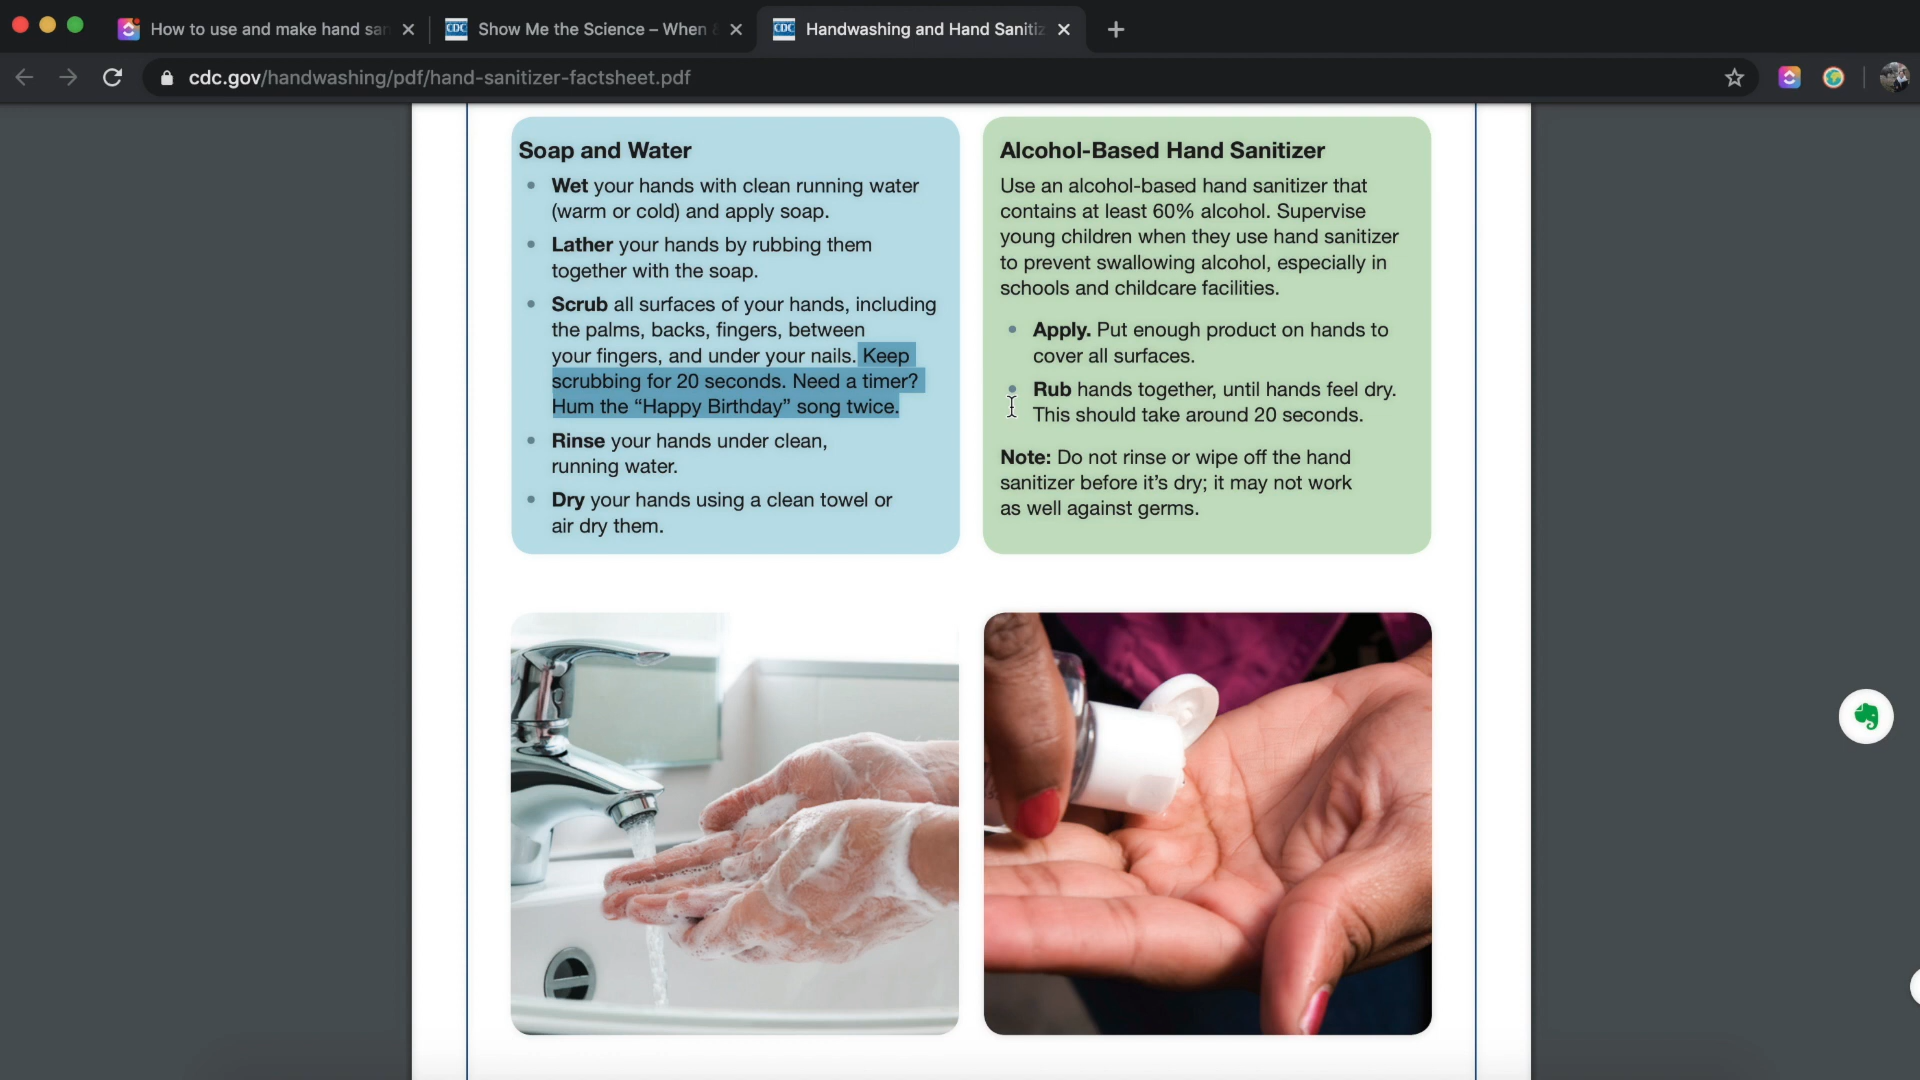 How to use and make hand san
CDC
Show Me the Science – When &
CDC
Handwashing and Hand Sanitiz
cdc.gov/handwashing/pdf/hand-sanitizer-factsheet.pdf
Soap and Water
Wet your hands with clean running water
(warm or cold) and apply soap.
Lather your hands by rubbing them
together with the soap.
Scrub all surfaces of your hands, including
the palms, backs, fingers, between
your fingers, and under your nails. Keep
scrubbing for 20 seconds. Need a timer?
Hum the “Happy Birthday” song twice.
Rinse your hands under clean,
running water.
Dry your hands using a clean towel or
air dry them.
Alcohol-Based Hand Sanitizer
Use an alcohol-based hand sanitizer that
contains at least 60% alcohol. Supervise
young children when they use hand sanitizer
to prevent swallowing alcohol, especially in
schools and childcare facilities.
Apply. Put enough product on hands to
cover all surfaces.
Rub hands together, until hands feel dry.
This should take around 20 seconds.
Note: Do not rinse or wipe off the hand
sanitizer before it’s dry; it may not work
as well against germs.